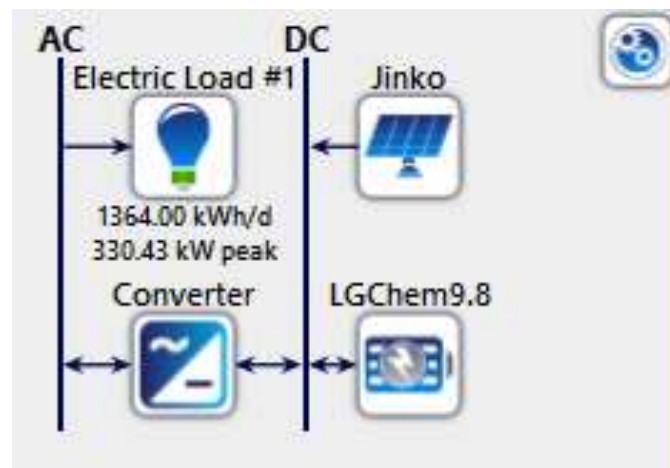 AC DC
Electric Load #1 Jinko
1364.00 kWh/d
330.43 kW peak
Converter LGChem9.8